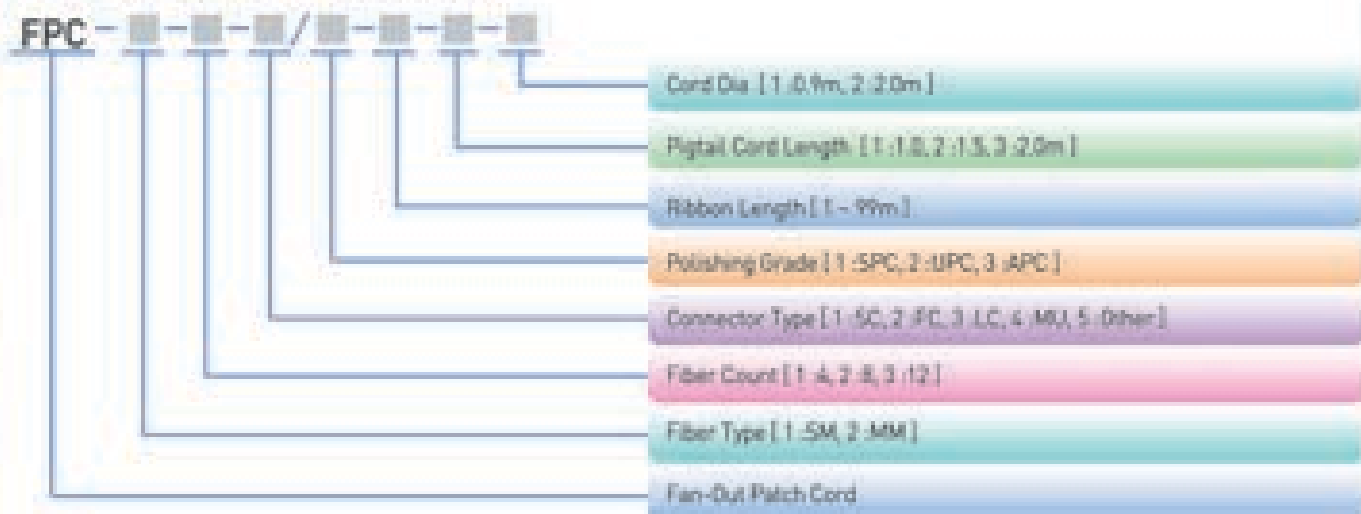 FPC - - - / - - -
Cord Dia [ 1 :0.9m, 2 :2.0m ]
Pigtail Cord Length [ 1 :1.0, 2 :1.5, 3 :2.0m ]
Ribbon Length [ 1 ~ 99m ]
Polishing Grade [ 1 :SPC, 2 :UPC, 3 :APC ]
Connector Type [ 1 :SC, 2 :FC, 3 :LC, 4 :MU, 5 :Other ]
Fiber Count [ 1 :4, 2 :8, 3 :12 ]
Fiber Type [ 1 :SM, 2 :MM ]
Fan-Out Patch Cord